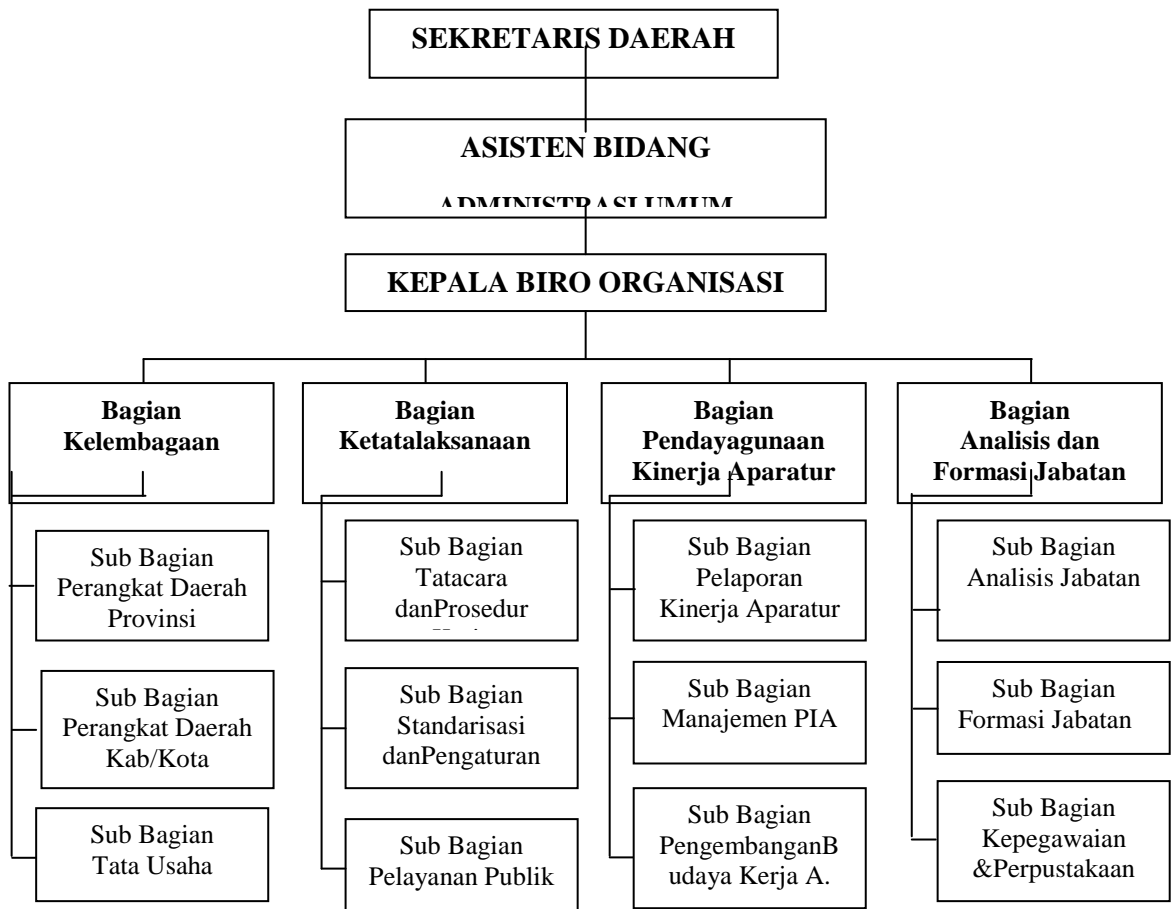 SEKRETARIS DAERAH
ASISTEN BIDANG
ADMINISTRASI UMUM
KEPALA BIRO ORGANISASI
Bagian
Kelembagaan
Bagian
Ketatalaksanaan
Bagian
Pendayagunaan
Kinerja Aparatur
Bagian
Analisis dan
Formasi Jabatan
Sub Bagian
Perangkat Daerah
Provinsi
Sub Bagian
Perangkat Daerah
Kab/Kota
Sub Bagian
Tata Usaha
Sub Bagian
Tatacara
danProsedur
Sub Bagian
Standarisasi
danPengaturan
Sub Bagian
Pelayanan Publik
Sub Bagian
Pelaporan
Kinerja Aparatur
Sub Bagian
Manajemen PIA
Sub Bagian
PengembanganB
udaya Kerja A.
Sub Bagian
Analisis Jabatan
Sub Bagian
Formasi Jabatan
Sub Bagian
Kepegawaian
&Perpustakaan